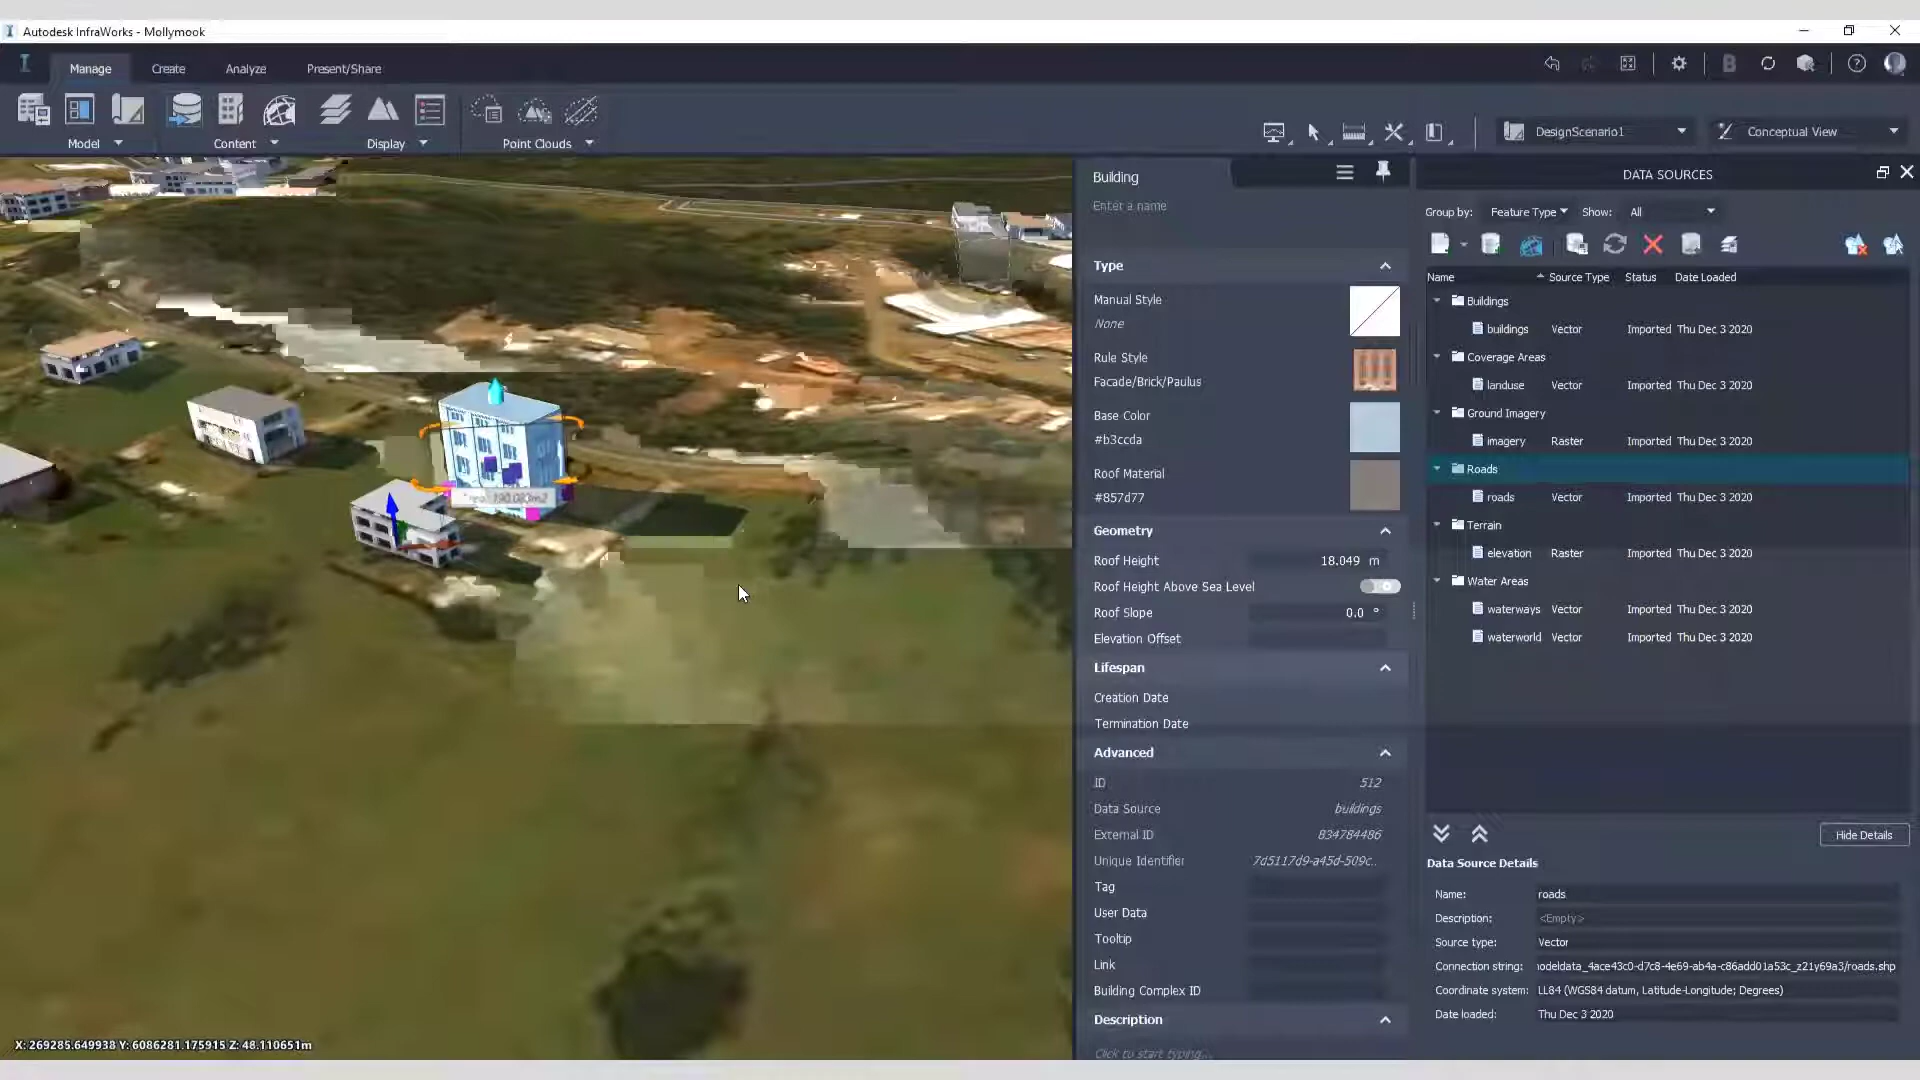 Autodesk InfraWorks - Mollymook
Manage
Create
Analyze
Present/Share
Model
Content
Display
Point Clouds
DesignScenario1
Conceptual View
Area: 190.083m2
X: 269285.649938 Y: 6086281.175915 Z: 48.110651m
Building
Enter a name
Type
Manual Style
None
Rule Style
Facade/Brick/Paulus
Base Color
#b3ccda
Roof Material
#857d77
Geometry
Roof Height 18.049 m
Roof Height Above Sea Level
Roof Slope 0.0 °
Elevation Offset
Lifespan
Creation Date
Termination Date
Advanced
ID 512
Data Source buildings
External ID 834784486
Unique Identifier 7d5117d9-a45d-509c..
Tag
User Data
Tooltip
Link
Building Complex ID
Description
Click to start typing...
DATA SOURCES
Group by: Feature Type Show: All
Name Source Type Status Date Loaded
Buildings
buildings Vector Imported Thu Dec 3 2020
Coverage Areas
landuse Vector Imported Thu Dec 3 2020
Ground Imagery
imagery Raster Imported Thu Dec 3 2020
Roads
roads Vector Imported Thu Dec 3 2020
Terrain
elevation Raster Imported Thu Dec 3 2020
Water Areas
waterways Vector Imported Thu Dec 3 2020
waterworld Vector Imported Thu Dec 3 2020
Hide Details
Data Source Details
Name: roads
Description: <Empty>
Source type: Vector
Connection string: odeldata_4ace43c0-d7c8-4e69-ab4a-c86add01a53c_z21y69a3/roads.shp
Coordinate system: LL84 (WGS84 datum, Latitude-Longitude; Degrees)
Date loaded: Thu Dec 3 2020